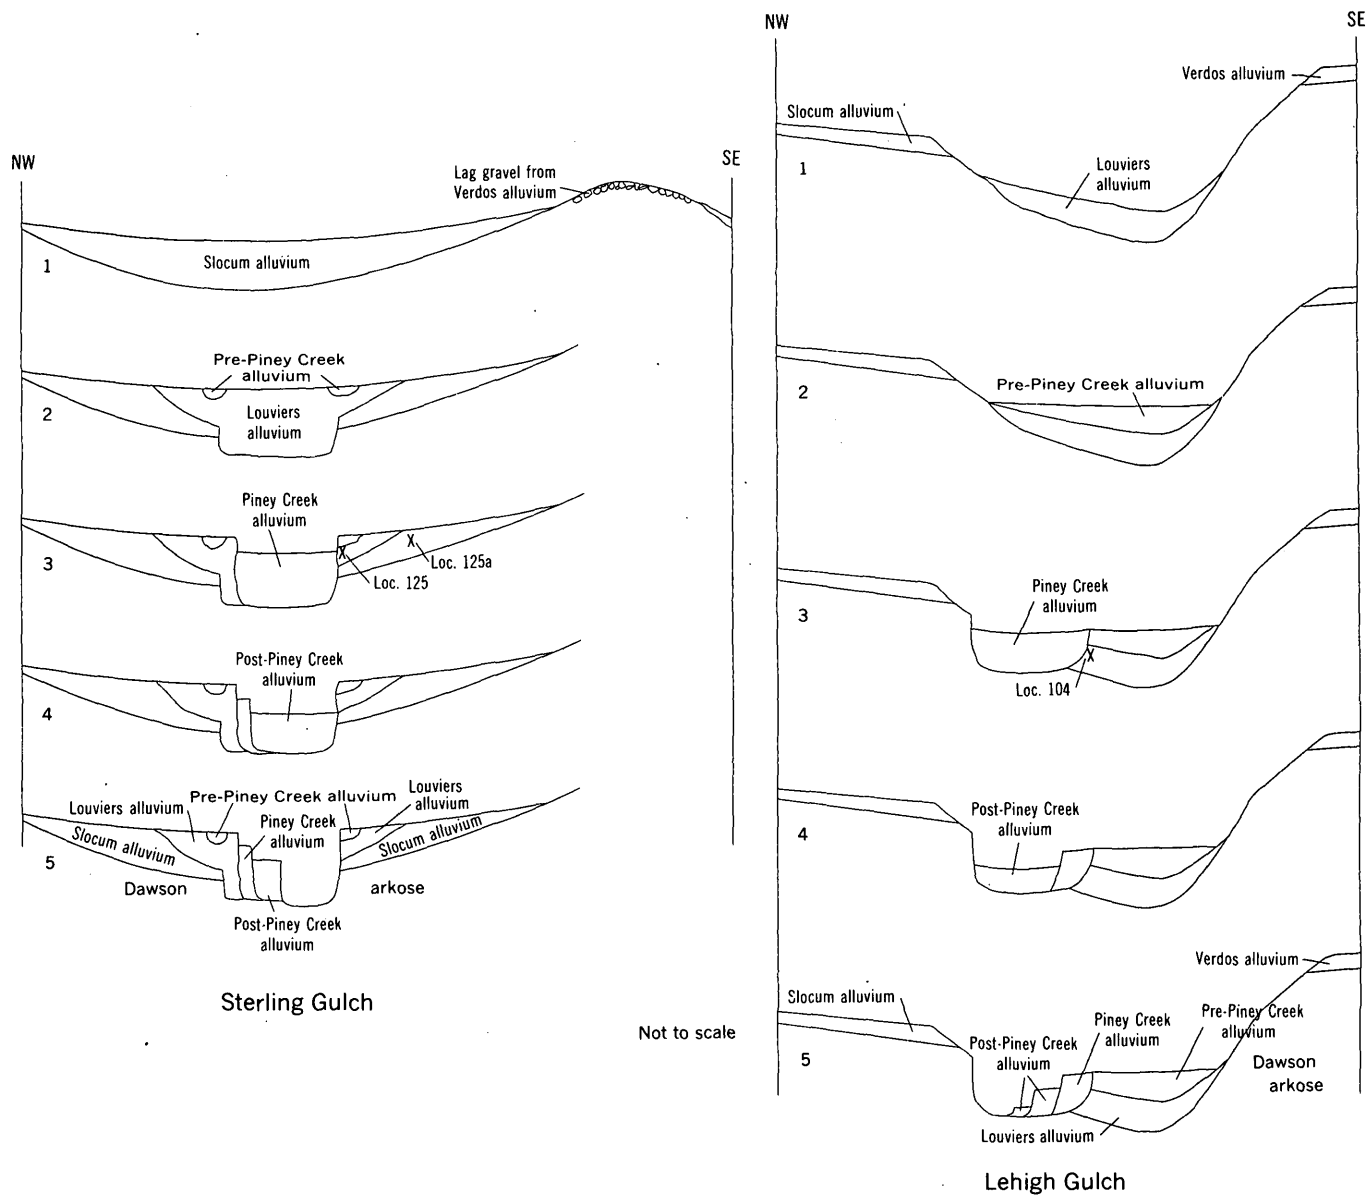 NW
SE
Lag gravel from
Verdos alluvium
Slocum alluvium
1
Pre-Piney Creek
alluvium
Louviers
alluvium
2
Piney Creek
alluvium
X
X
Loc. 125a
Loc. 125
3
Post-Piney Creek
alluvium
4
Louviers alluvium
Pre-Piney Creek alluvium
Louviers
alluvium
Piney Creek
alluvium
Slocum alluvium
Slocum alluvium
5
Dawson
arkose
Post-Piney Creek
alluvium
Sterling Gulch
Not to scale
NW
SE
Verdos alluvium
Slocum alluvium
Louviers
alluvium
1
Pre-Piney Creek alluvium
2
Piney Creek
alluvium
3
X
Loc. 104
Post-Piney Creek
alluvium
4
Verdos alluvium
Slocum alluvium
Pre-Piney Creek
alluvium
Piney Creek
alluvium
Post-Piney Creek
alluvium
5
Dawson
arkose
Louviers alluvium
Lehigh Gulch